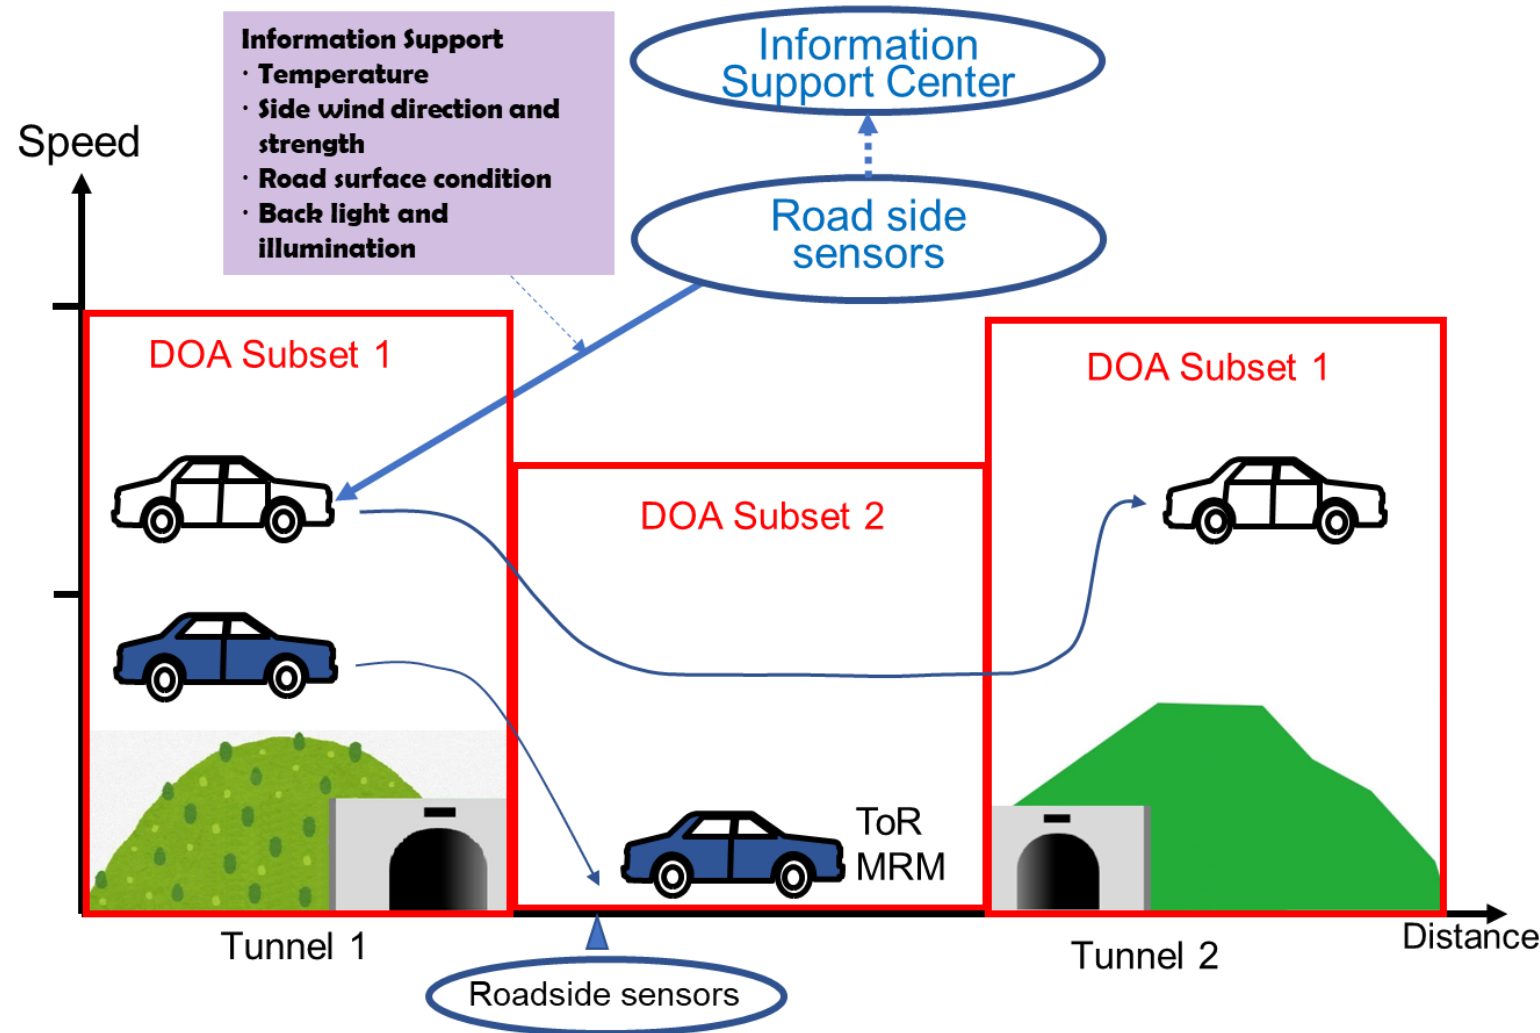 Information Support
· Temperature
· Side wind direction and
strength
· Road surface condition
· Back light and
illumination
Information
Support Center
Speed
Road side
sensors
DOA Subset 1
DOA Subset 1
DOA Subset 2
ToR
MRM
Tunnel 1
Tunnel 2
Distance
Roadside sensors